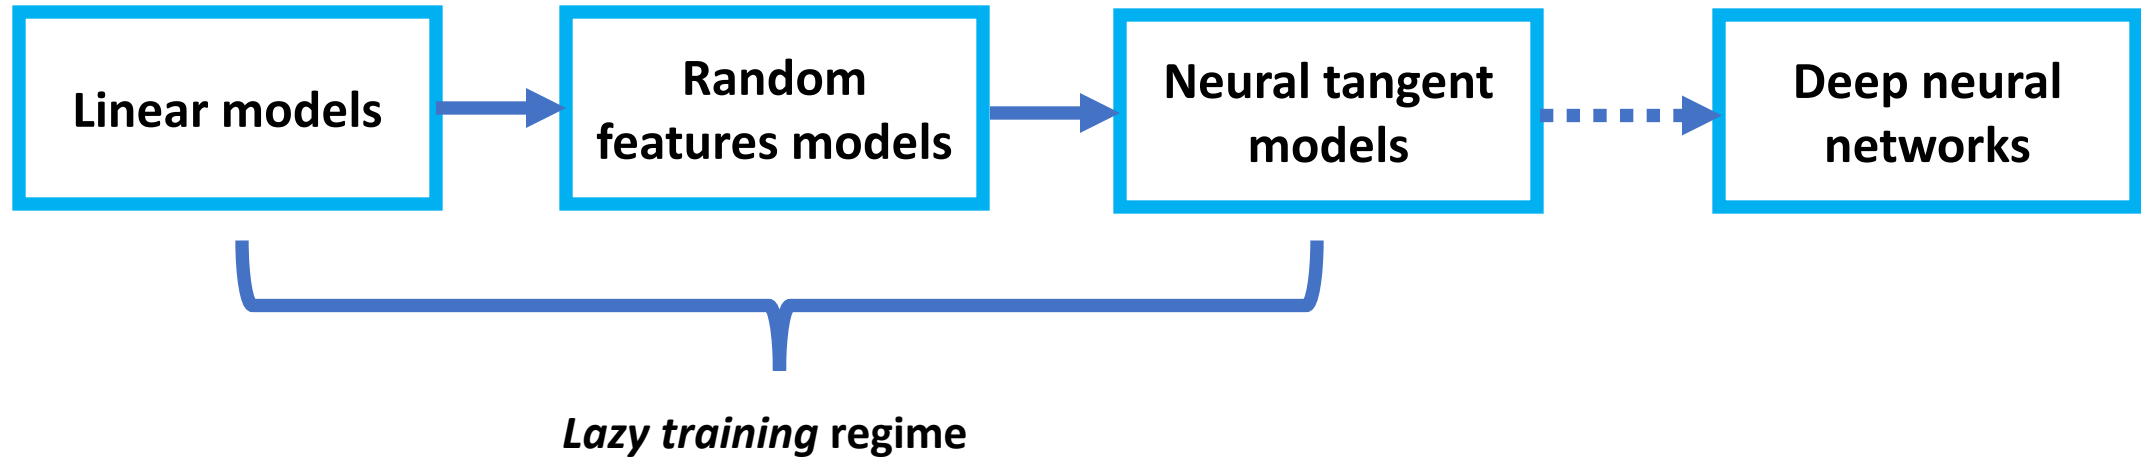 Linear models
Random
features models
Neural tangent
models
Deep neural
networks
Lazy training regime